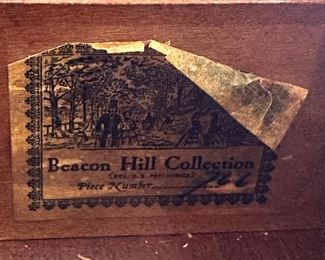 Beacon Hill Collection
(REG. U.S. PAT. OFFICE)
Piece Number